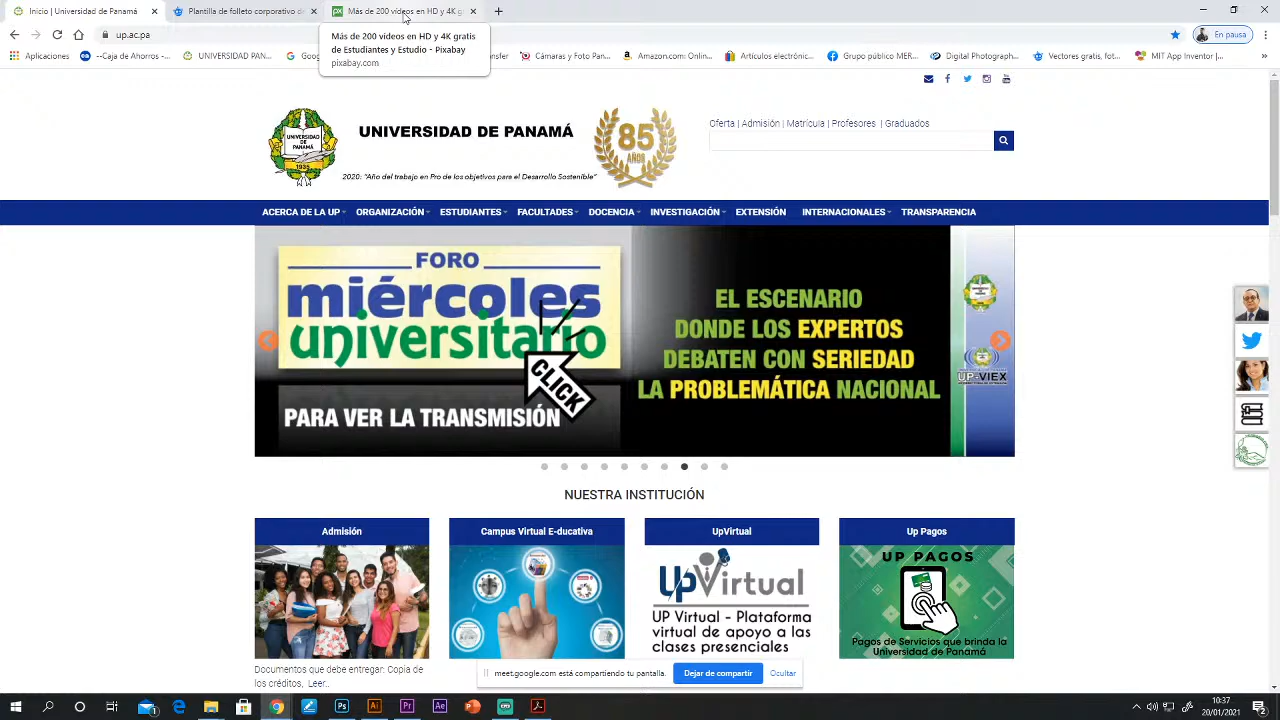 Inicio | Universidad de Panamá
Plantilla de folleto corporativo de
Más de 200 videos en HD y 4K g
up.ac.pa
En pausa
Más de 200 videos en HD y 4K gratis
de Estudiantes y Estudio - Pixabay
pixabay.com
Aplicaciones
--Caja de Ahorros -...
UNIVERSIDAD PAN...
Cámaras y Foto Pan...
Amazon.com: Onlin...
Artículos electrónic...
Grupo público MER...
Digital Photograph...
Vectores gratis, fot...
MERCADO DEL ART...
Oferta | Admisión | Matrícula | Profesores | Graduados
UNIVERSIDAD DE PANAMÁ
85
AÑOS
UNIVERSIDAD DE PANAMÁ
1935
2020: "Año del trabajo en Pro de los objetivos para el Desarrollo Sostenible"
ACERCA DE LA UP
ORGANIZACIÓN
ESTUDIANTES
FACULTADES
DOCENCIA
INVESTIGACIÓN
EXTENSIÓN
INTERNACIONALES
TRANSPARENCIA
FORO
miércoles
universitario
CLICK
PARA VER LA TRANSMISIÓN
EL ESCENARIO
DONDE LOS EXPERTOS
DEBATEN CON SERIEDAD
LA PROBLEMÁTICA NACIONAL
UP-VIEX
NUESTRA INSTITUCIÓN
Admisión
Campus Virtual E-ducativa
UpVirtual
Up Pagos
UPVirtual
UP Virtual - Plataforma
virtual de apoyo a las
clases presenciales
UP PAGOS
Pagos de Servicios que brinda la
Universidad de Panamá
Documentos que debe entregar: Copia de
los créditos, Leer..
meet.google.com está compartiendo tu pantalla.
Dejar de compartir
Ocultar
10:37
20/01/2021